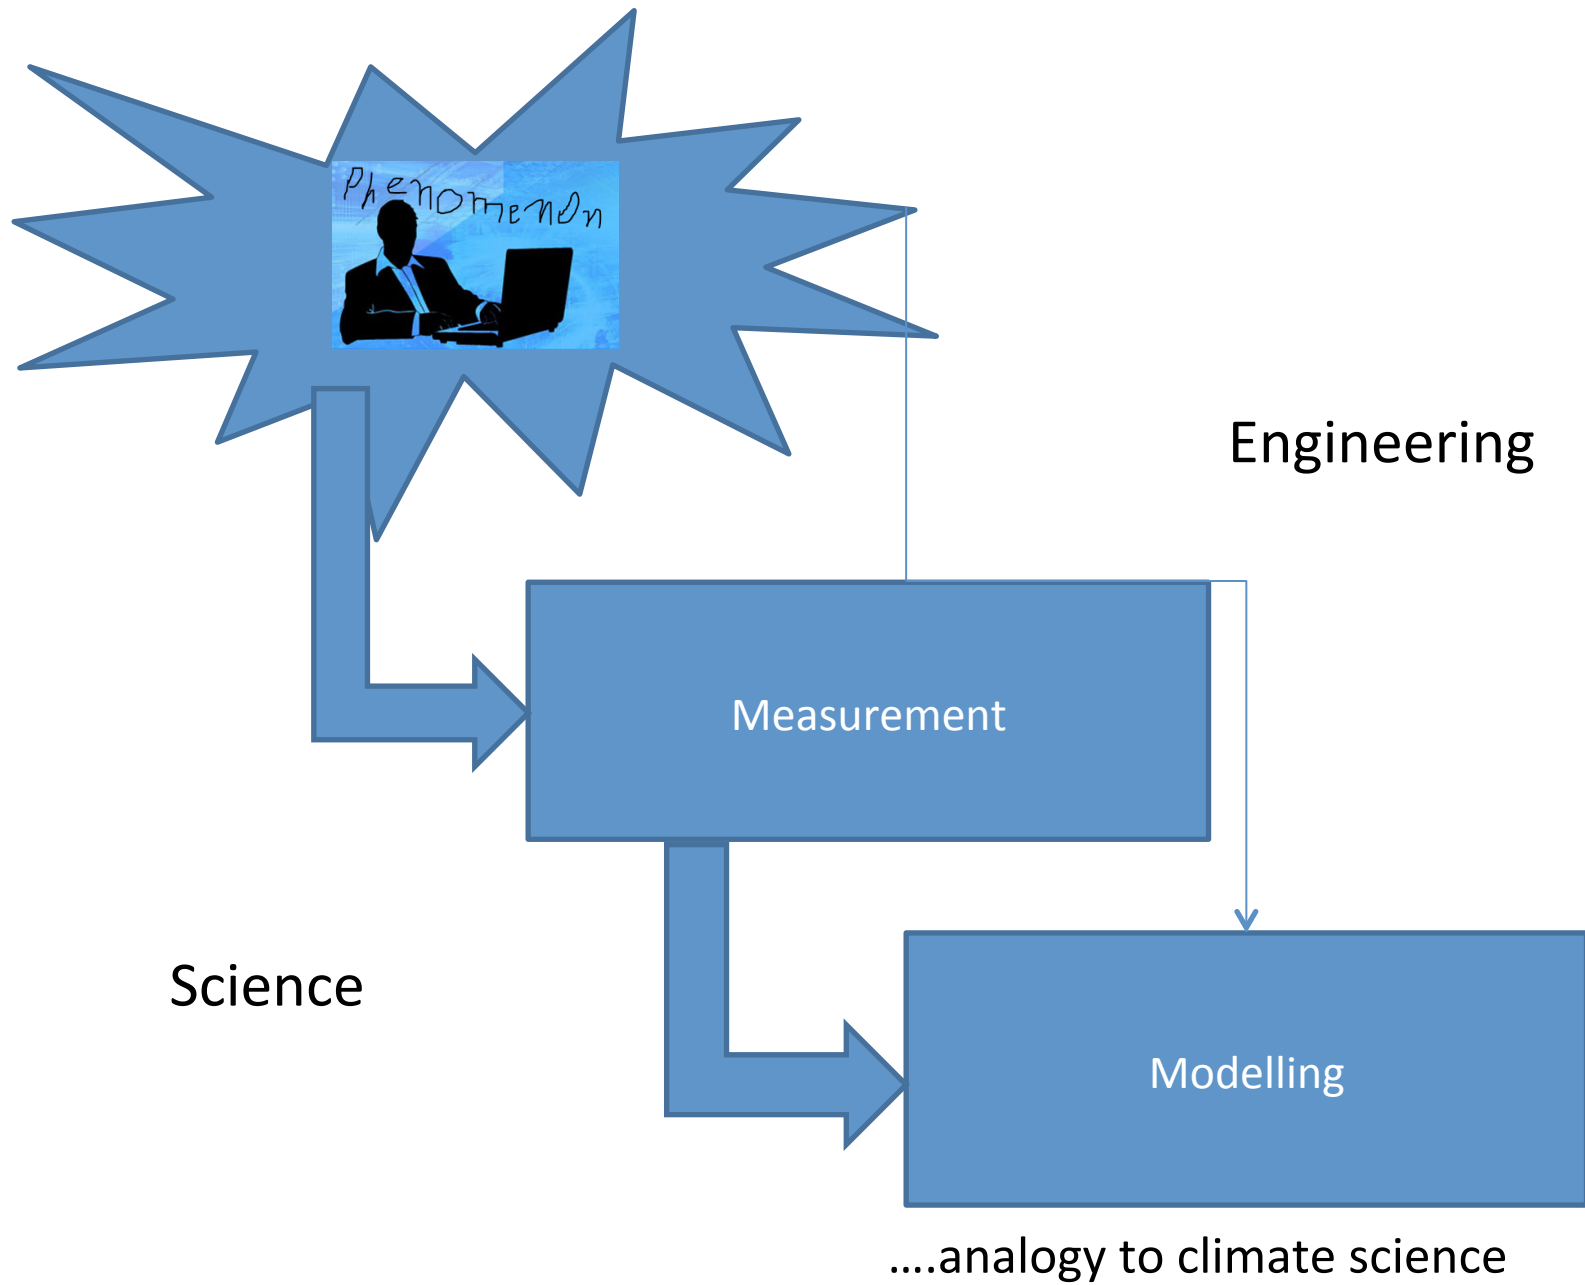 Phenomenon
Engineering
Measurement
Science
Modelling
....analogy to climate science